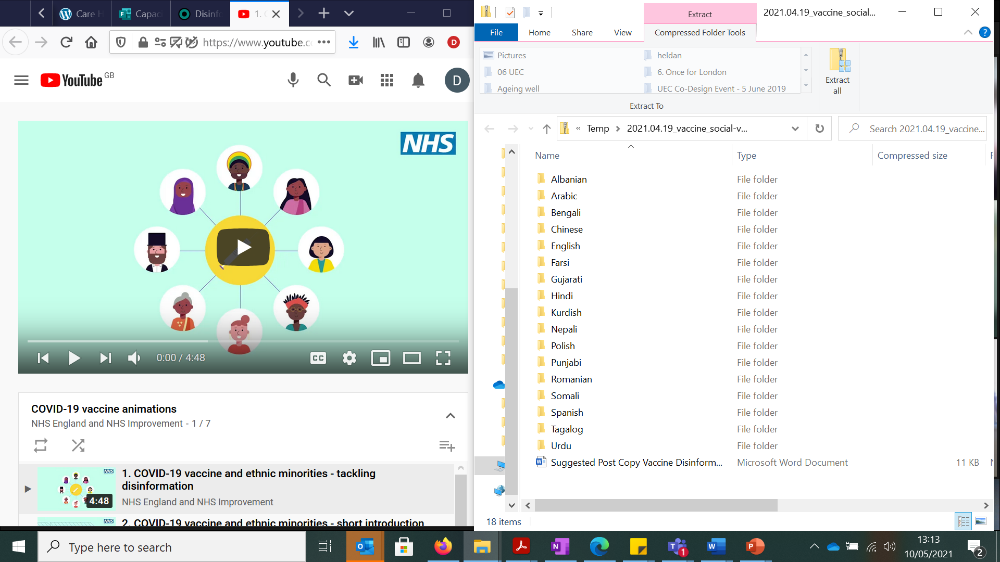 Care H
Capaci
Disinfo
1. C
https://www.youtube.co
D
YouTube GB
D
NHS
0:00 / 4:48
CC
COVID-19 vaccine animations
NHS England and NHS Improvement - 1 / 7
NHS
4:48
1. COVID-19 vaccine and ethnic minorities - tackling
disinformation
NHS England and NHS Improvement
NHS
2. COVID-19 vaccine and ethnic minorities - short introduction
Extract
2021.04.19_vaccine_social...
File
Home
Share
View
Compressed Folder Tools
?
Pictures
heldan
06 UEC
6. Once for London
Ageing well
UEC Co-Design Event - 5 June 2019
Extract To
Extract
all
« Temp > 2021.04.19_vaccine_social-v...
Search 2021.04.19_vaccine...
Name
Type
Compressed size
Albanian File folder
Arabic File folder
Bengali File folder
Chinese File folder
English File folder
Farsi File folder
Gujarati File folder
Hindi File folder
Kurdish File folder
Nepali File folder
Polish File folder
Punjabi File folder
Romanian File folder
Somali File folder
Spanish File folder
Tagalog File folder
Urdu File folder
Suggested Post Copy Vaccine Disinform... Microsoft Word Document 11 KB
18 items
Type here to search
1
13:13
10/05/2021
2